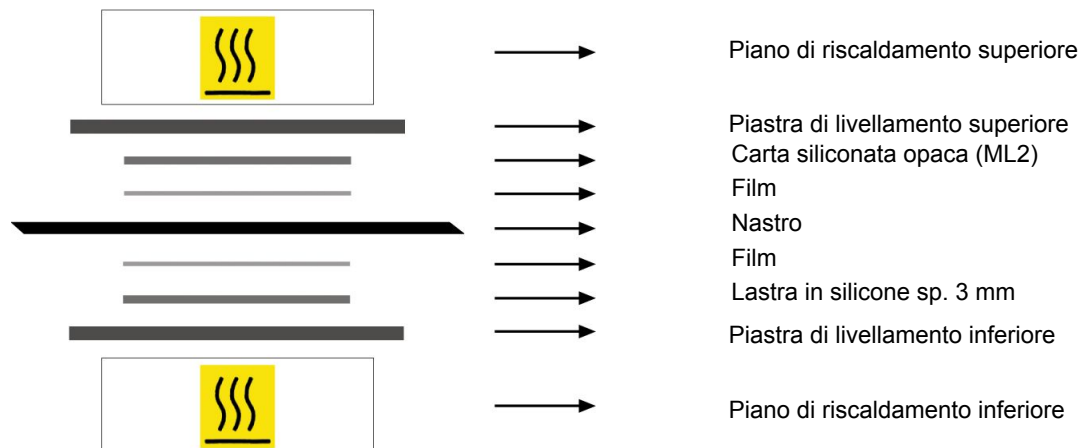 Piano di riscaldamento superiore
Piastra di livellamento superiore
Carta siliconata opaca (ML2)
Film
Nastro
Film
Lastra in silicone sp. 3 mm
Piastra di livellamento inferiore
Piano di riscaldamento inferiore